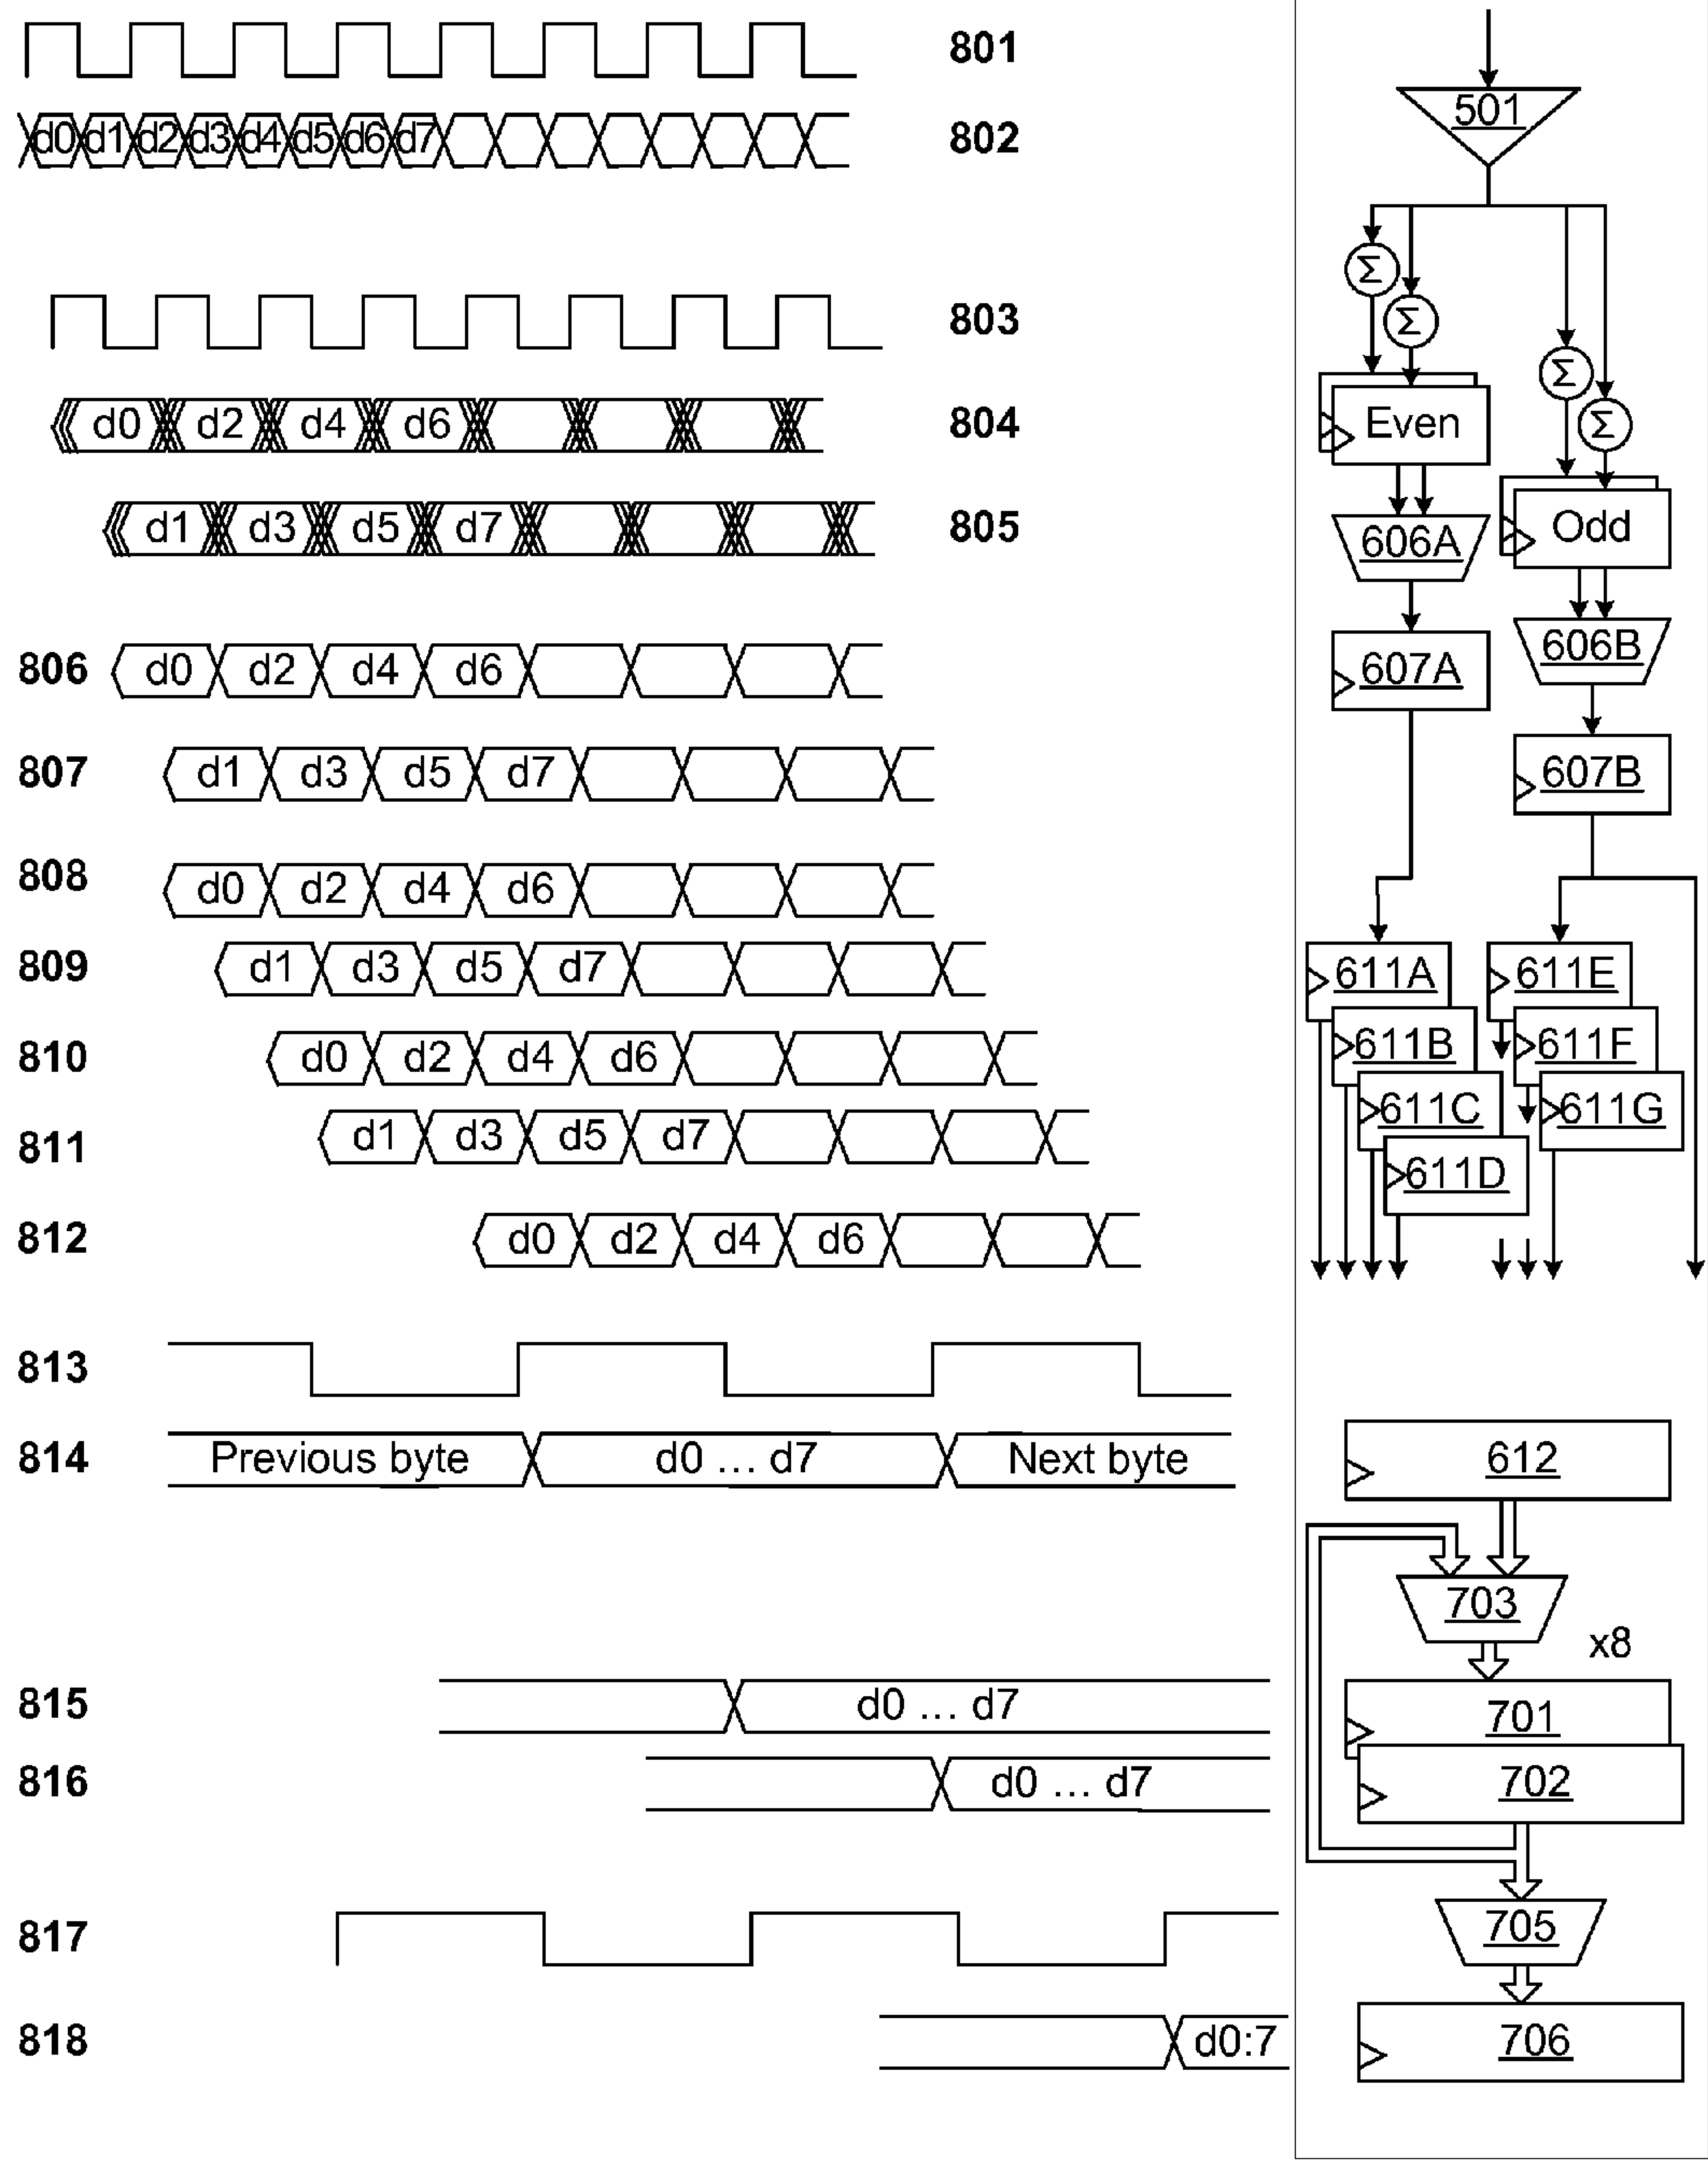 801
d0 d1 d2 d3 d4 d5 d6 d7 802
803
d0 d2 d4 d6 804
d1 d3 d5 d7 805
806 d0 d2 d4 d6
807 d1 d3 d5 d7
808 d0 d2 d4 d6
809 d1 d3 d5 d7
810 d0 d2 d4 d6
811 d1 d3 d5 d7
812 d0 d2 d4 d6
813
814 Previous byte d0 ... d7 Next byte
815 d0 ... d7
816 d0 ... d7
817
818 d0:7
501
Σ
Σ
Σ
Σ
Even
Odd
606A
606B
607A
607B
611A 611E
611B 611F
611C 611G
611D
612
703
x8
701
702
705
706